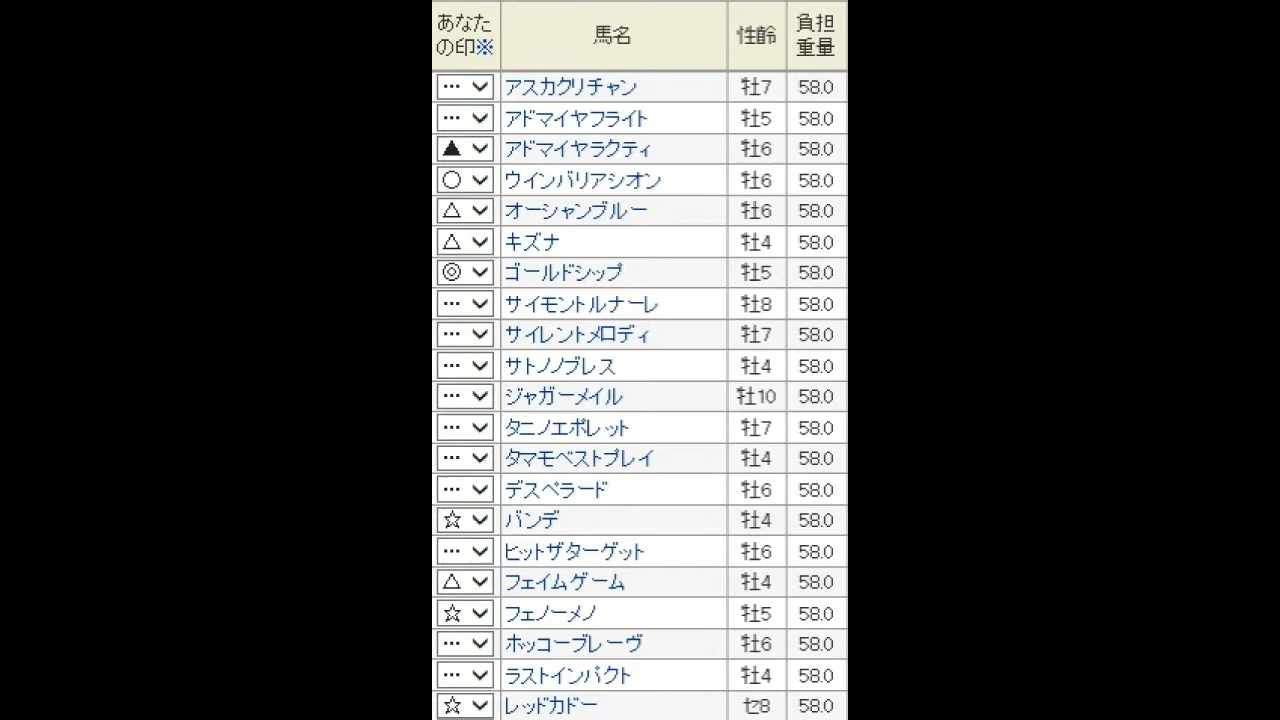 あなた
の印※ 馬名 性齢 負担
重量
… アスカクリチャン 牡7 58.0
… アドマイヤフライト 牡5 58.0
▲ アドマイヤラクティ 牡6 58.0
○ ウインバリアシオン 牡6 58.0
△ オーシャンブルー 牡6 58.0
△ キズナ 牡4 58.0
◎ ゴールドシップ 牡5 58.0
… サイモントルナーレ 牡8 58.0
… サイレントメロディ 牡7 58.0
… サトノノブレス 牡4 58.0
… ジャガーメイル 牡10 58.0
… タニノエポレット 牡7 58.0
… タマモベストプレイ 牡4 58.0
… デスペラード 牡6 58.0
☆ バンデ 牡4 58.0
… ヒットザターゲット 牡6 58.0
△ フェイムゲーム 牡4 58.0
☆ フェノーメノ 牡5 58.0
… ホッコーブレーヴ 牡6 58.0
… ラストインパクト 牡4 58.0
☆ レッドカドー セ8 58.0